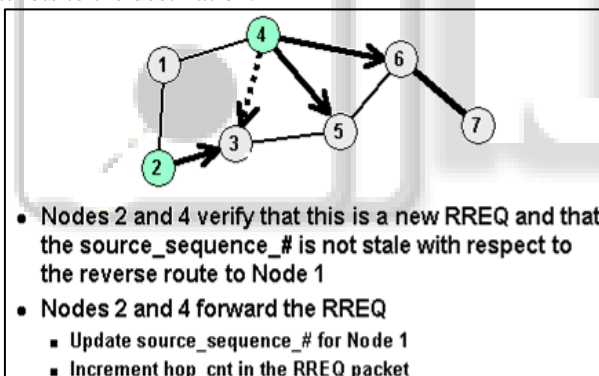 4
1
6
7
3
5
2
• Nodes 2 and 4 verify that this is a new RREQ and that
the source_sequence_# is not stale with respect to
the reverse route to Node 1
• Nodes 2 and 4 forward the RREQ
▪ Update source_sequence_# for Node 1
▪ Increment hop_cnt in the RREQ packet